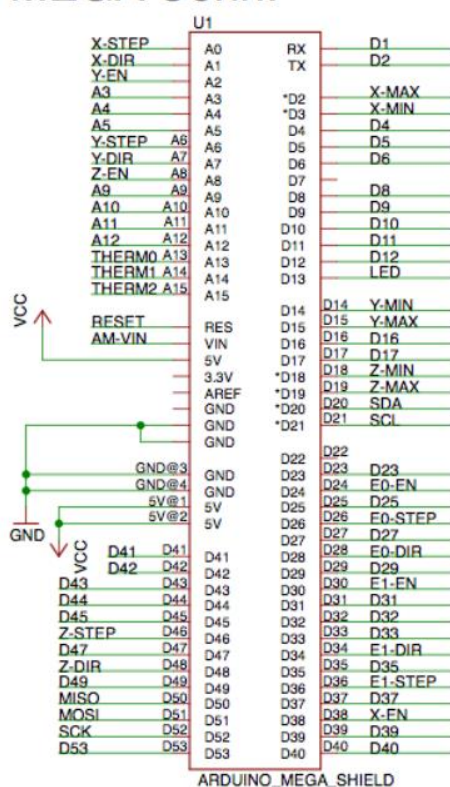 U1
X-STEP A0 RX D1
X-DIR A1 TX D2
Y-EN A2
A3 A3 *D2 X-MAX
A4 A4 *D3 X-MIN
A5 A5 D4 D4
Y-STEP A6 A6 D5 D5
Y-DIR A7 A7 D6 D6
Z-EN A8 A8 D7
A9 A9 A9 D8 D8
A10 A10 A10 D9 D9
A11 A11 A11 D10 D10
A12 A12 A12 D11 D11
THERM0 A13 A13 D12 D12
THERM1 A14 A14 D13 LED
THERM2 A15 A15
D14 D14 Y-MIN
VCC
RESET RES D15 D15 Y-MAX
AM-VIN VIN D16 D16 D16
5V D17 D17 D17
3.3V *D18 D18 Z-MIN
AREF *D19 D19 Z-MAX
GND *D20 D20 SDA
GND *D21 D21 SCL
GND
D22 D22
GND@3 GND D23 D23 D23
GND@4 GND D24 D24 E0-EN
5V@1 5V D25 D25 D25
5V@2 5V D26 D26 E0-STEP
GND
VCC
D27 D27 D27
D41 D41 D41 D28 D28 E0-DIR
D42 D42 D42 D29 D29 D29
D43 D43 D43 D30 D30 E1-EN
D44 D44 D44 D31 D31 D31
D45 D45 D45 D32 D32 D32
Z-STEP D46 D46 D33 D33 D33
D47 D47 D47 D34 D34 E1-DIR
Z-DIR D48 D48 D35 D35 D35
D49 D49 D49 D36 D36 E1-STEP
MISO D50 D50 D37 D37 D37
MOSI D51 D51 D38 D38 X-EN
SCK D52 D52 D39 D39 D39
D53 D53 D53 D40 D40 D40
ARDUINO_MEGA_SHIELD